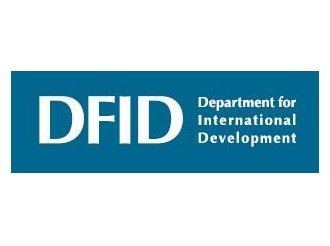 DFID
Department for
International
Development